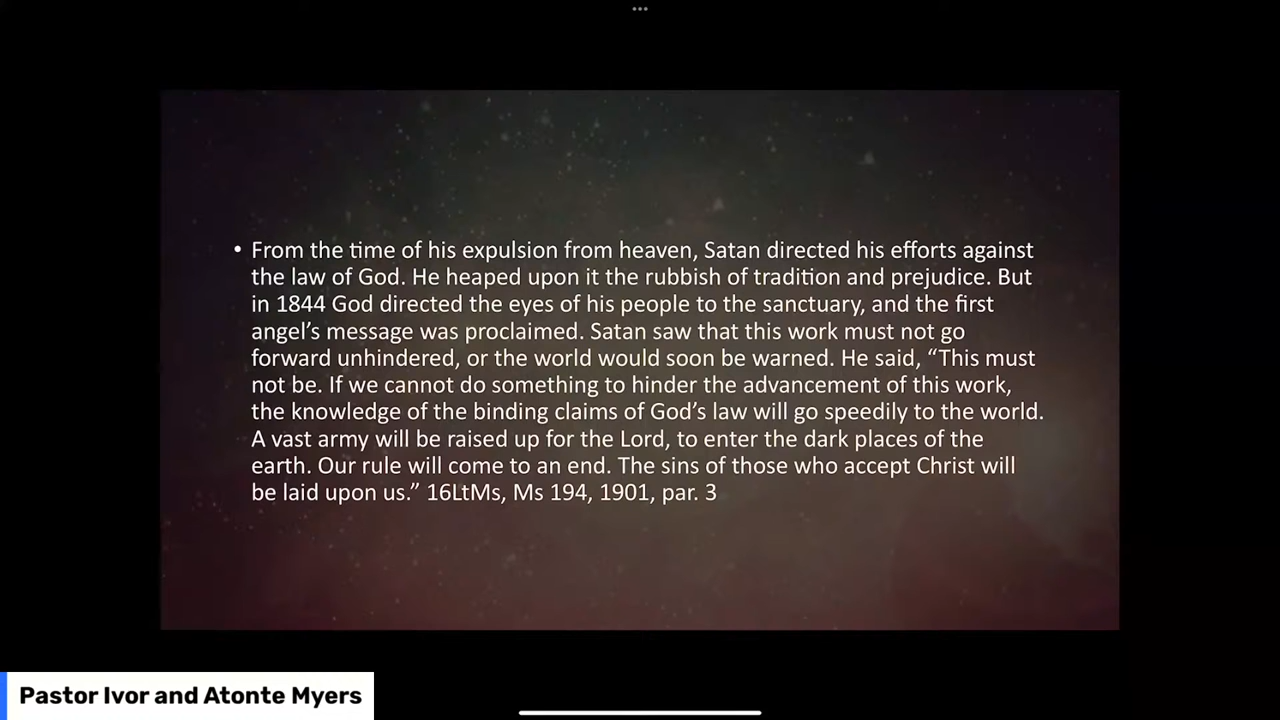 • From the time of his expulsion from heaven, Satan directed his efforts against
the law of God. He heaped upon it the rubbish of tradition and prejudice. But
in 1844 God directed the eyes of his people to the sanctuary, and the first
angel’s message was proclaimed. Satan saw that this work must not go
forward unhindered, or the world would soon be warned. He said, “This must
not be. If we cannot do something to hinder the advancement of this work,
the knowledge of the binding claims of God’s law will go speedily to the world.
A vast army will be raised up for the Lord, to enter the dark places of the
earth. Our rule will come to an end. The sins of those who accept Christ will
be laid upon us.” 16LtMs, Ms 194, 1901, par. 3
Pastor Ivor and Atonte Myers